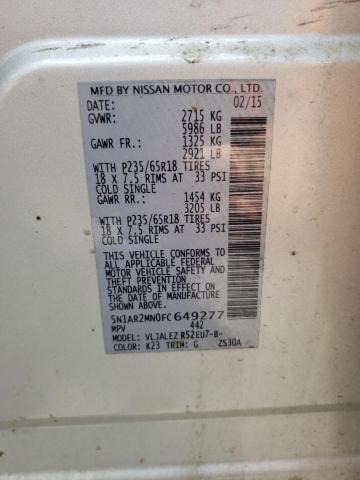 MFD BY NISSAN MOTOR CO., LTD.
DATE: 02/15
GVWR: 2715 KG
5986 LB
GAWR FR: 1325 KG
2921 LB
WITH P235/65R18 TIRES
18 X 7.5 RIMS AT 33 PSI
COLD SINGLE
GAWR RR: 1454 KG
3205 LB
WITH P235/65R18 TIRES
18 X 7.5 RIMS AT 33 PSI
COLD SINGLE
THIS VEHICLE CONFORMS TO
ALL APPLICABLE FEDERAL
MOTOR VEHICLE SAFETY AND
THEFT PREVENTION
STANDARDS IN EFFECT ON
THE DATE OF MANUFACTURE
SHOWN ABOVE.
5N1AR2MN0FC649277
MPV 442
MODEL: VLJALEZ R52EU7-B-
COLOR: K23 TRIM: G ZS30A